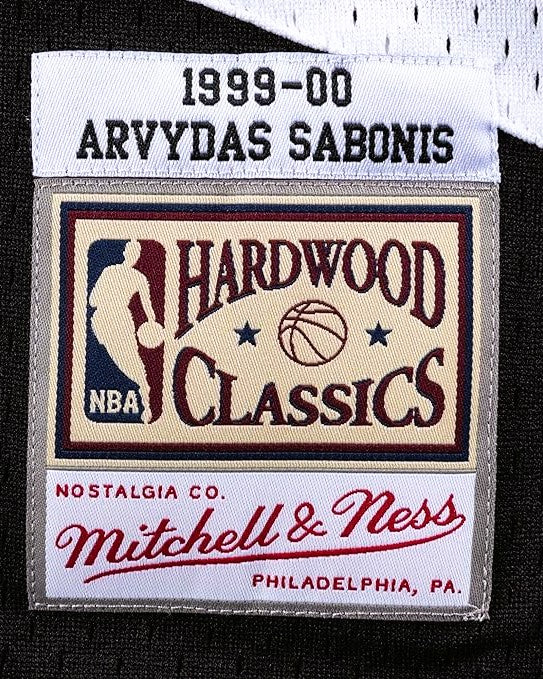 1999-00
ARVYDAS SABONIS
HARDWOOD
CLASSICS
NBA
NOSTALGIA CO.
Mitchell & Ness
PHILADELPHIA, PA.